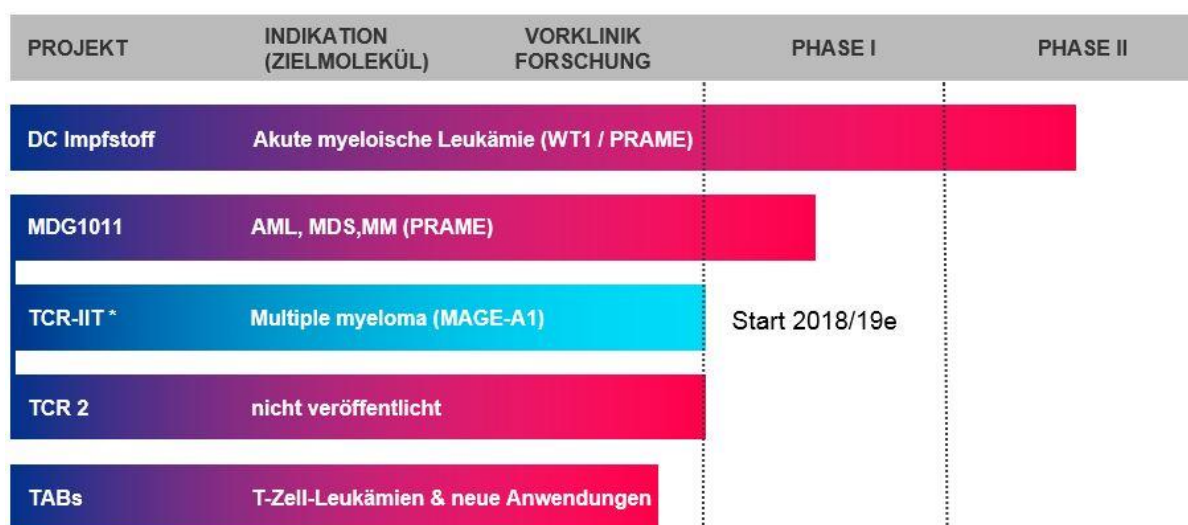 PROJEKT
INDIKATION
(ZIELMOLEKÜL)
VORKLINIK
FORSCHUNG
PHASE I
PHASE II
DC Impfstoff
Akute myeloische Leukämie (WT1 / PRAME)
MDG1011
AML, MDS,MM (PRAME)
TCR-IIT *
Multiple myeloma (MAGE-A1)
Start 2018/19e
TCR 2
nicht veröffentlicht
TABs
T-Zell-Leukämien & neue Anwendungen